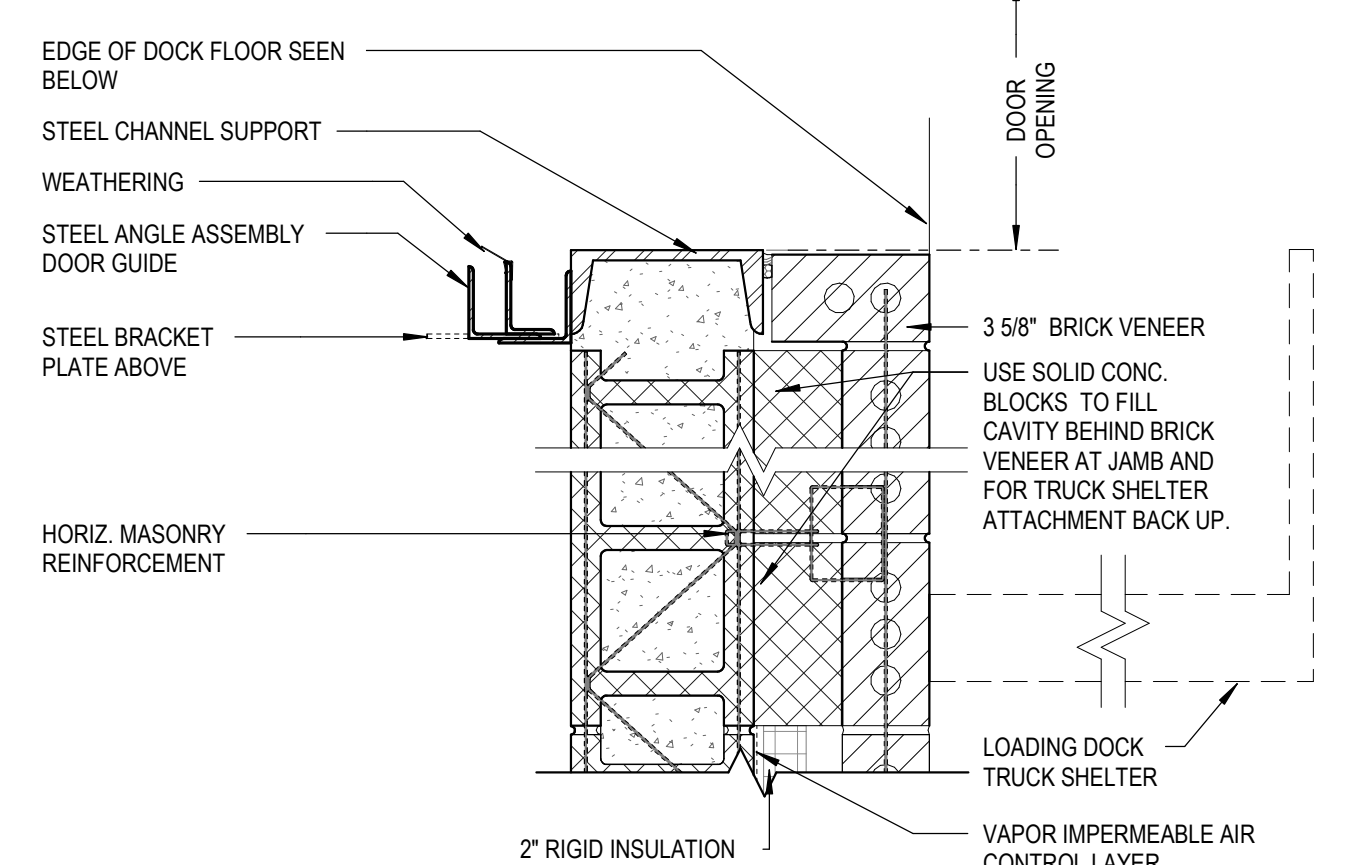 EDGE OF DOCK FLOOR SEEN
BELOW
STEEL CHANNEL SUPPORT
WEATHERING
STEEL ANGLE ASSEMBLY
DOOR GUIDE
STEEL BRACKET
PLATE ABOVE
HORIZ. MASONRY
REINFORCEMENT
2" RIGID INSULATION
DOOR
OPENING
3 5/8" BRICK VENEER
USE SOLID CONC.
BLOCKS TO FILL
CAVITY BEHIND BRICK
VENEER AT JAMB AND
FOR TRUCK SHELTER
ATTACHMENT BACK UP.
LOADING DOCK
TRUCK SHELTER
VAPOR IMPERMEABLE AIR
CONTROL LAYER